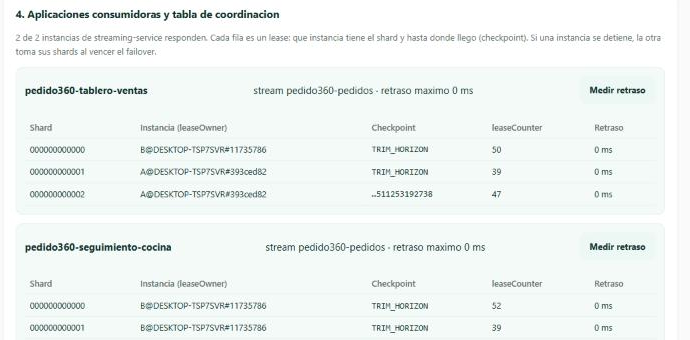 4. Aplicaciones consumidoras y tabla de coordinacion
2 de 2 instancias de streaming-service responden. Cada fila es un lease: que instancia tiene el shard y hasta donde llego (checkpoint). Si una instancia se detiene, la otra
toma sus shards al vencer el failover.
pedido360-tablero-ventas stream pedido360-pedidos · retraso maximo 0 ms Medir retraso
Shard Instancia (leaseOwner) Checkpoint leaseCounter Retraso
000000000000 B@DESKTOP-TSP7SVR#11735786 TRIM_HORIZON 50 0 ms
000000000001 A@DESKTOP-TSP7SVR#393ced82 TRIM_HORIZON 39 0 ms
000000000002 A@DESKTOP-TSP7SVR#393ced82 …511253192738 47 0 ms
pedido360-seguimiento-cocina stream pedido360-pedidos · retraso maximo 0 ms Medir retraso
Shard Instancia (leaseOwner) Checkpoint leaseCounter Retraso
000000000000 B@DESKTOP-TSP7SVR#11735786 TRIM_HORIZON 52 0 ms
000000000001 B@DESKTOP-TSP7SVR#11735786 TRIM_HORIZON 39 0 ms